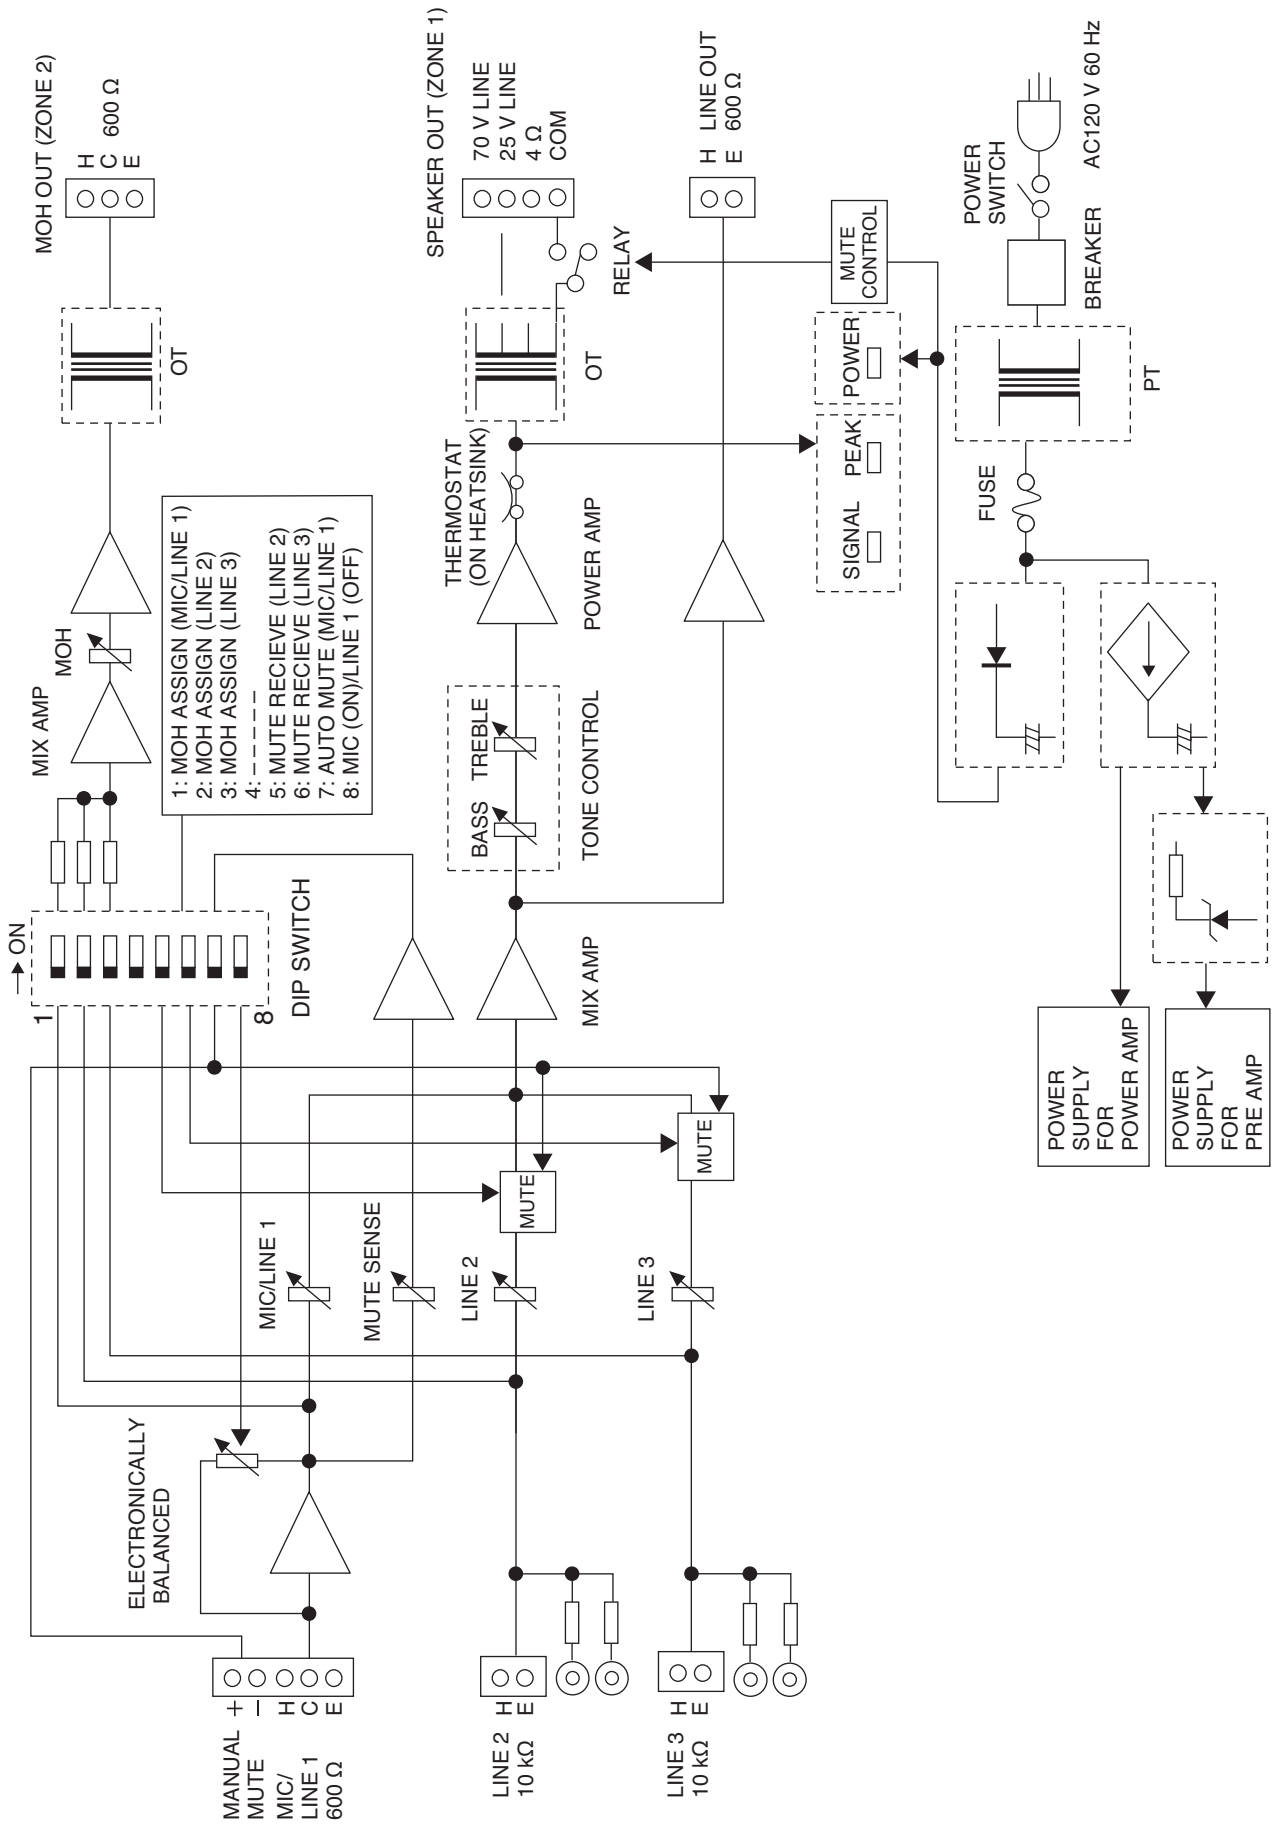 MANUAL +
MUTE −
MIC/ H
LINE 1 C
600 Ω E
LINE 2 H
10 kΩ E
LINE 3 H
10 kΩ E
ELECTRONICALLY
BALANCED
MIC/LINE 1
MUTE SENSE
LINE 2
LINE 3
MUTE
MUTE
1
8
ON
DIP SWITCH
1: MOH ASSIGN (MIC/LINE 1)
2: MOH ASSIGN (LINE 2)
3: MOH ASSIGN (LINE 3)
4: ––––––
5: MUTE RECIEVE (LINE 2)
6: MUTE RECIEVE (LINE 3)
7: AUTO MUTE (MIC/LINE 1)
8: MIC (ON)/LINE 1 (OFF)
MIX AMP
MOH
OT
MOH OUT (ZONE 2)
H
C 600 Ω
E
MIX AMP
BASS TREBLE
TONE CONTROL
POWER AMP
THERMOSTAT
(ON HEATSINK)
OT
SPEAKER OUT (ZONE 1)
70 V LINE
25 V LINE
4 Ω
COM
RELAY
H LINE OUT
E 600 Ω
MUTE
CONTROL
SIGNAL PEAK
POWER
POWER
SWITCH
AC120 V 60 Hz
BREAKER
PT
FUSE
POWER
SUPPLY
FOR
POWER AMP
POWER
SUPPLY
FOR
PRE AMP